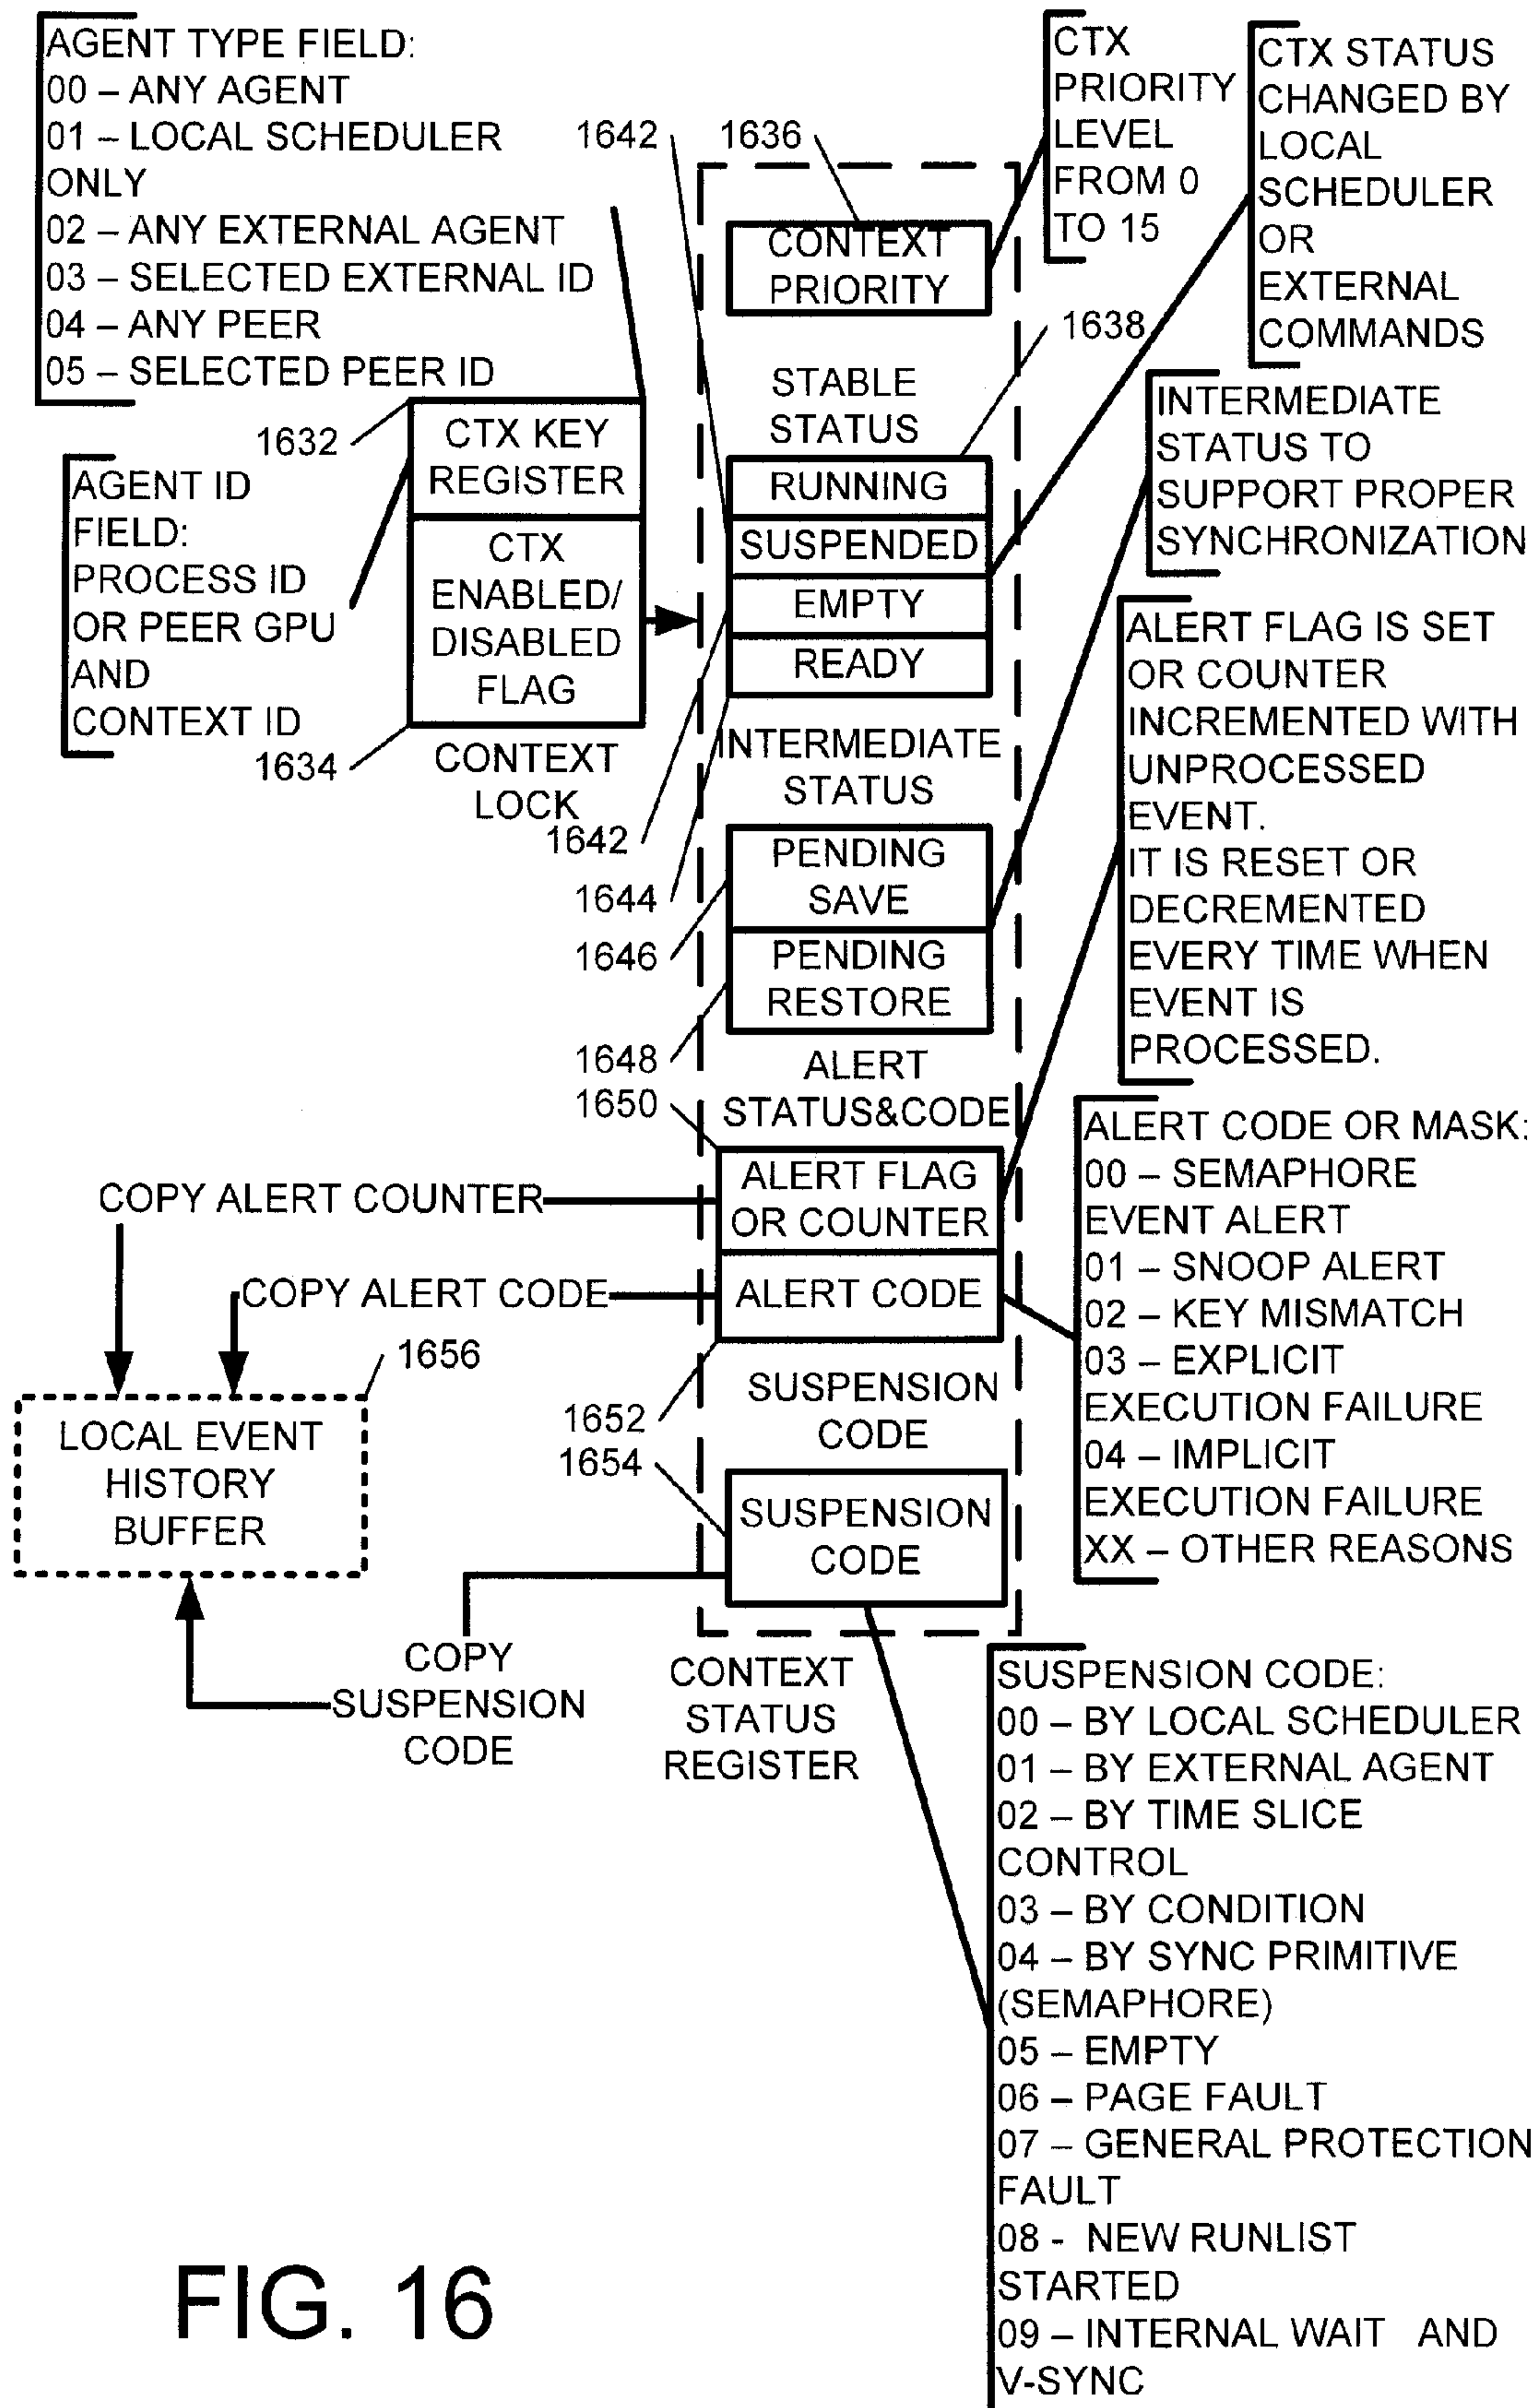 AGENT TYPE FIELD:
00 – ANY AGENT
01 – LOCAL SCHEDULER
ONLY
02 – ANY EXTERNAL AGENT
03 – SELECTED EXTERNAL ID
04 – ANY PEER
05 – SELECTED PEER ID
1642
1636
CTX
PRIORITY
LEVEL
FROM 0
TO 15
CTX STATUS
CHANGED BY
LOCAL
SCHEDULER
OR
EXTERNAL
COMMANDS
CONTEXT
PRIORITY
1638
STABLE
STATUS
1632
CTX KEY
REGISTER
CTX
ENABLED/
DISABLED
FLAG
AGENT ID
FIELD:
PROCESS ID
OR PEER GPU
AND
CONTEXT ID
1634
CONTEXT
LOCK
RUNNING
SUSPENDED
EMPTY
READY
INTERMEDIATE
STATUS TO
SUPPORT PROPER
SYNCHRONIZATION
INTERMEDIATE
STATUS
1642
1644
1646
PENDING
SAVE
PENDING
RESTORE
1648
1650
ALERT FLAG IS SET
OR COUNTER
INCREMENTED WITH
UNPROCESSED
EVENT.
IT IS RESET OR
DECREMENTED
EVERY TIME WHEN
EVENT IS
PROCESSED.
ALERT
STATUS&CODE
ALERT FLAG
OR COUNTER
ALERT CODE
COPY ALERT COUNTER
COPY ALERT CODE
1656
LOCAL EVENT
HISTORY
BUFFER
1652
1654
ALERT CODE OR MASK:
00 – SEMAPHORE
EVENT ALERT
01 – SNOOP ALERT
02 – KEY MISMATCH
03 – EXPLICIT
EXECUTION FAILURE
04 – IMPLICIT
EXECUTION FAILURE
XX – OTHER REASONS
SUSPENSION
CODE
SUSPENSION
CODE
COPY
SUSPENSION
CODE
CONTEXT
STATUS
REGISTER
SUSPENSION CODE:
00 – BY LOCAL SCHEDULER
01 – BY EXTERNAL AGENT
02 – BY TIME SLICE
CONTROL
03 – BY CONDITION
04 – BY SYNC PRIMITIVE
(SEMAPHORE)
05 – EMPTY
06 – PAGE FAULT
07 – GENERAL PROTECTION
FAULT
08 - NEW RUNLIST
STARTED
09 – INTERNAL WAIT AND
V-SYNC
FIG. 16